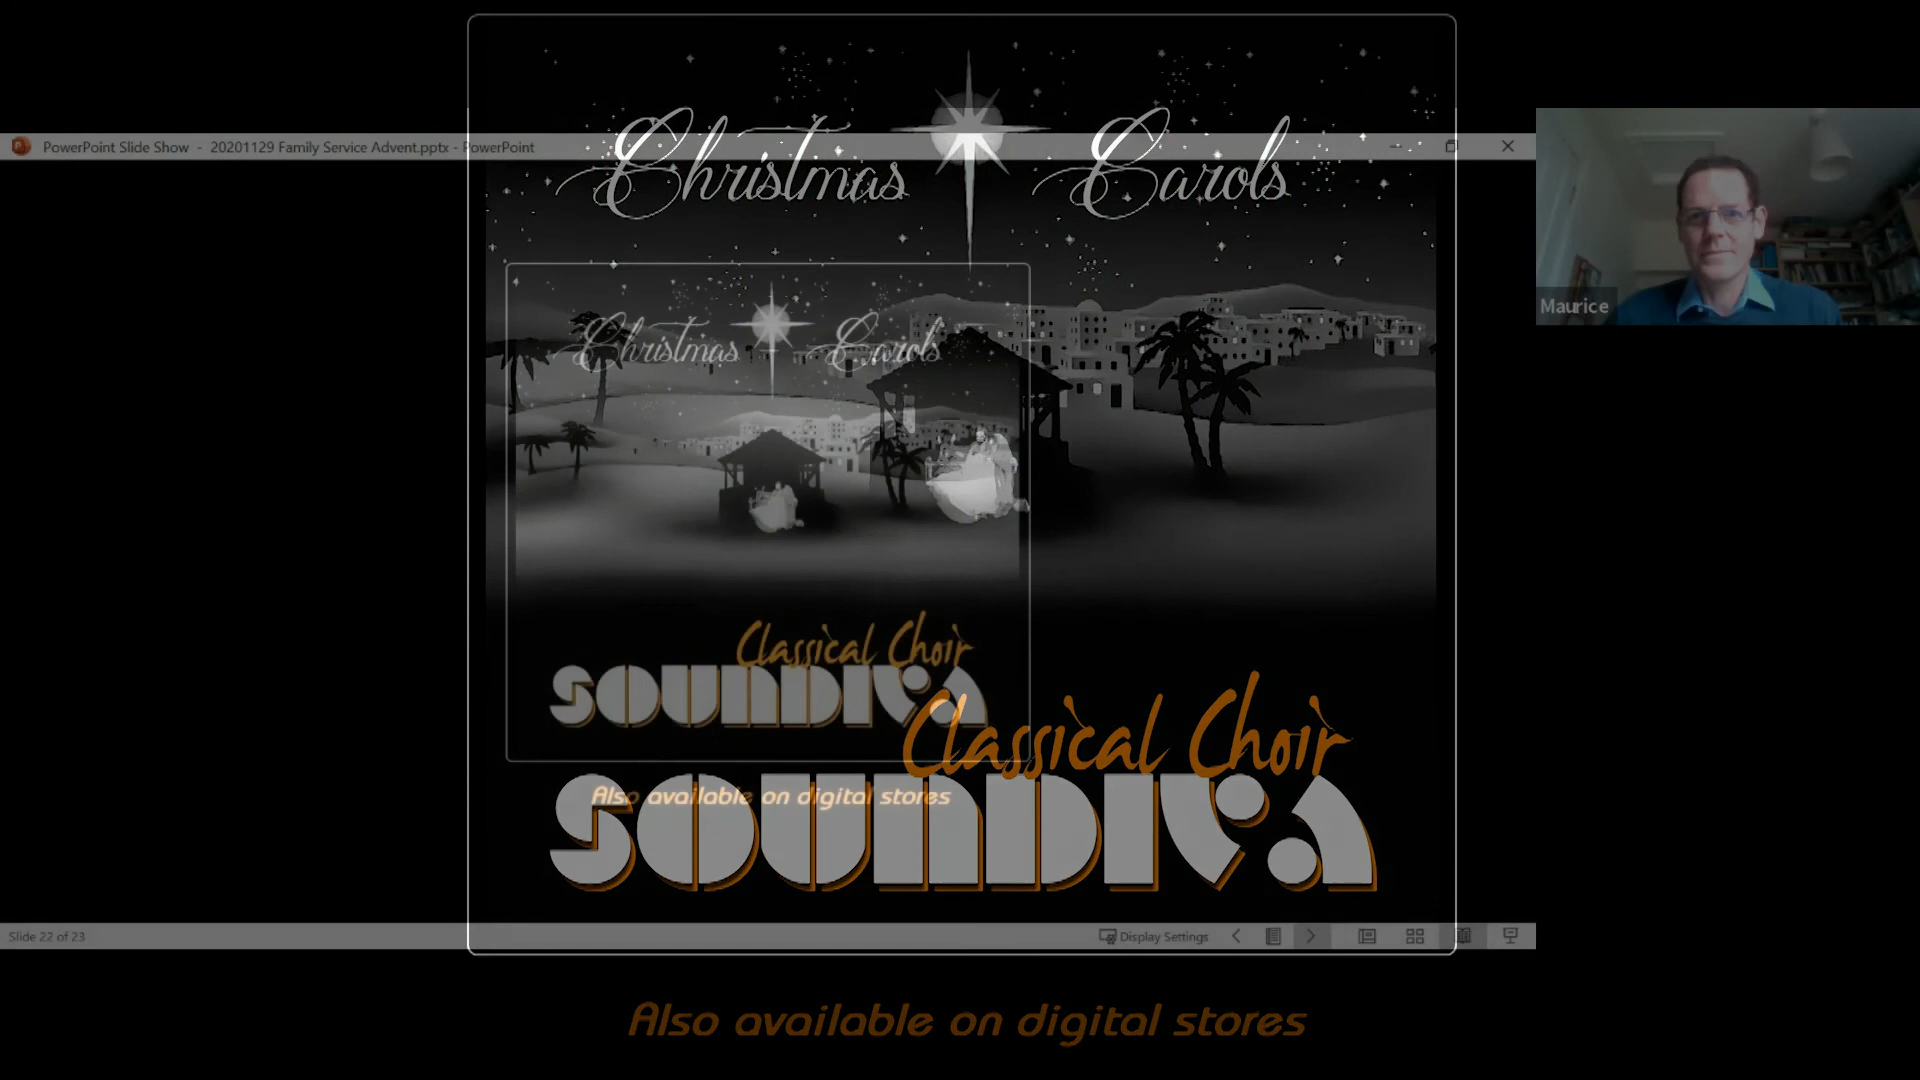 Christmas Carols
PowerPoint Slide Show - 20201129 Family Service Advent.pptx - PowerPoint
Maurice
Christmas Carols
Classical Choir
SOUNDIVA
Also available on digital stores
Classical Choir
SOUNDIVA
Slide 22 of 23
Display Settings
Also available on digital stores